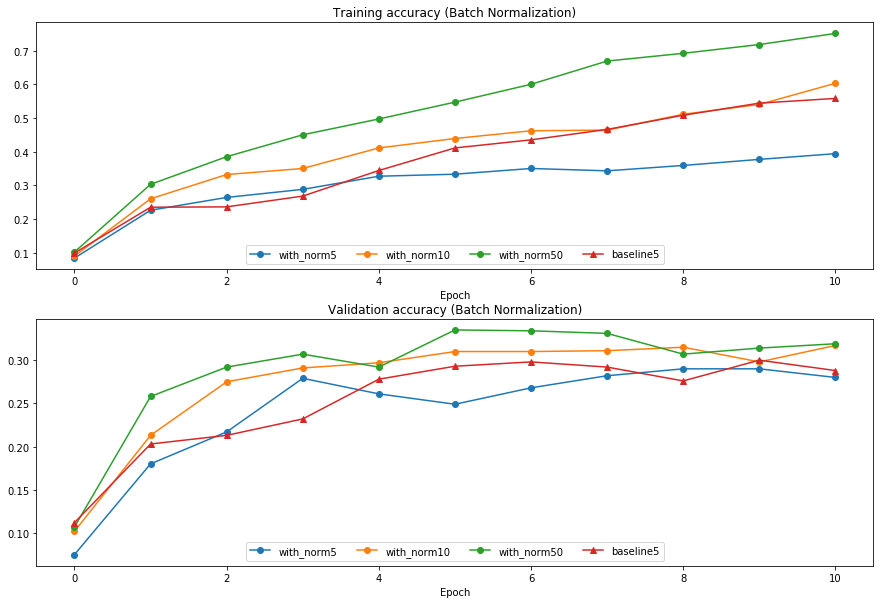 Training accuracy (Batch Normalization)
0.7
0.6
0.5
0.4
0.3
0.2
0.1
with_norm5 with_norm10 with_norm50 baseline5
0 2 4 6 8 10
Epoch
Validation accuracy (Batch Normalization)
0.30
0.25
0.20
0.15
0.10
with_norm5 with_norm10 with_norm50 baseline5
0 2 4 6 8 10
Epoch